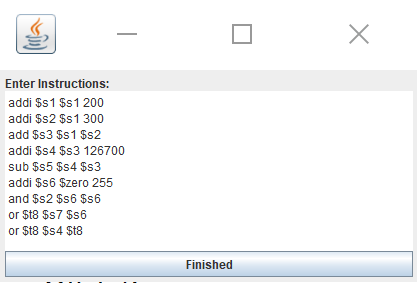 Enter Instructions:
addi $s1 $s1 200
addi $s2 $s1 300
add $s3 $s1 $s2
addi $s4 $s3 126700
sub $s5 $s4 $s3
addi $s6 $zero 255
and $s2 $s6 $s6
or $t8 $s7 $s6
or $t8 $s4 $t8
Finished